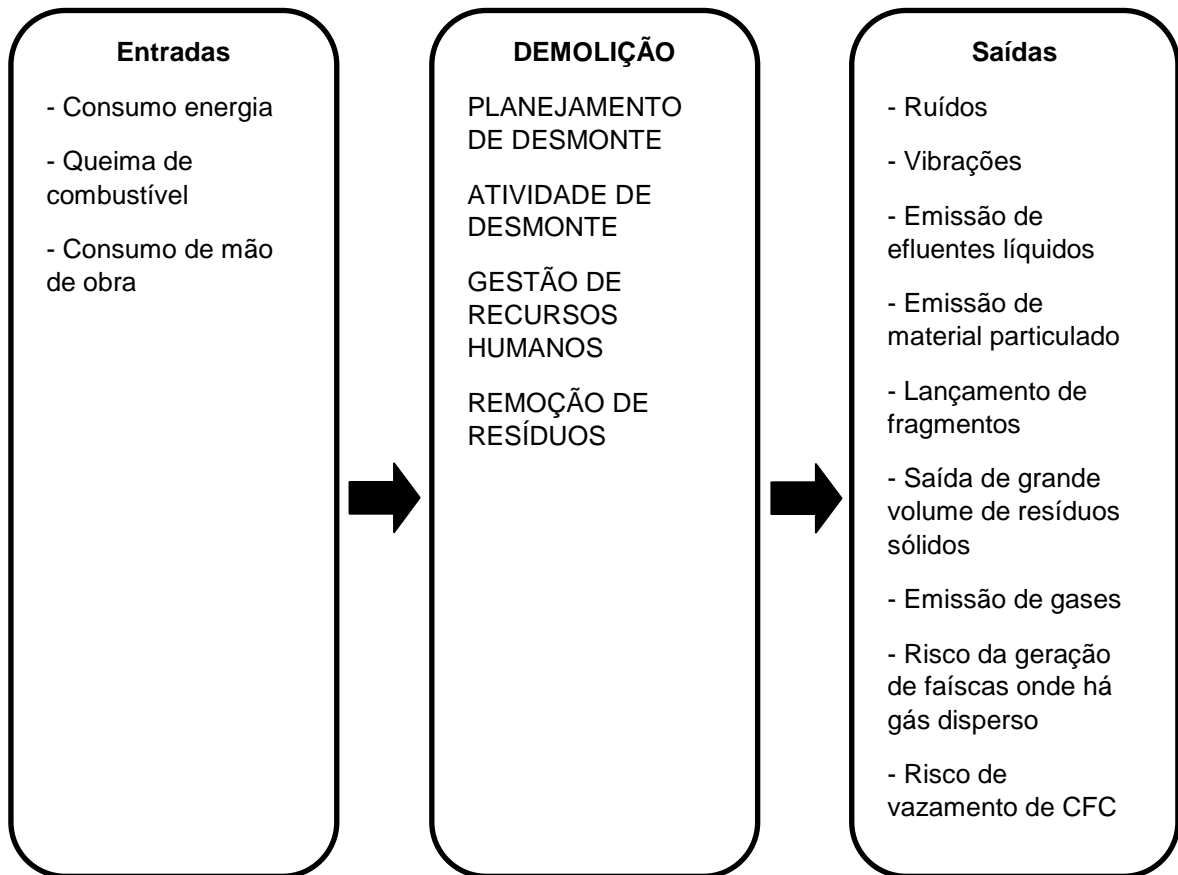 Entradas
- Consumo energia
- Queima de
combustível
- Consumo de mão
de obra
DEMOLIÇÃO
PLANEJAMENTO
DE DESMONTE
ATIVIDADE DE
DESMONTE
GESTÃO DE
RECURSOS
HUMANOS
REMOÇÃO DE
RESÍDUOS
Saídas
- Ruídos
- Vibrações
- Emissão de
efluentes líquidos
- Emissão de
material particulado
- Lançamento de
fragmentos
- Saída de grande
volume de resíduos
sólidos
- Emissão de gases
- Risco da geração
de faíscas onde há
gás disperso
- Risco de
vazamento de CFC